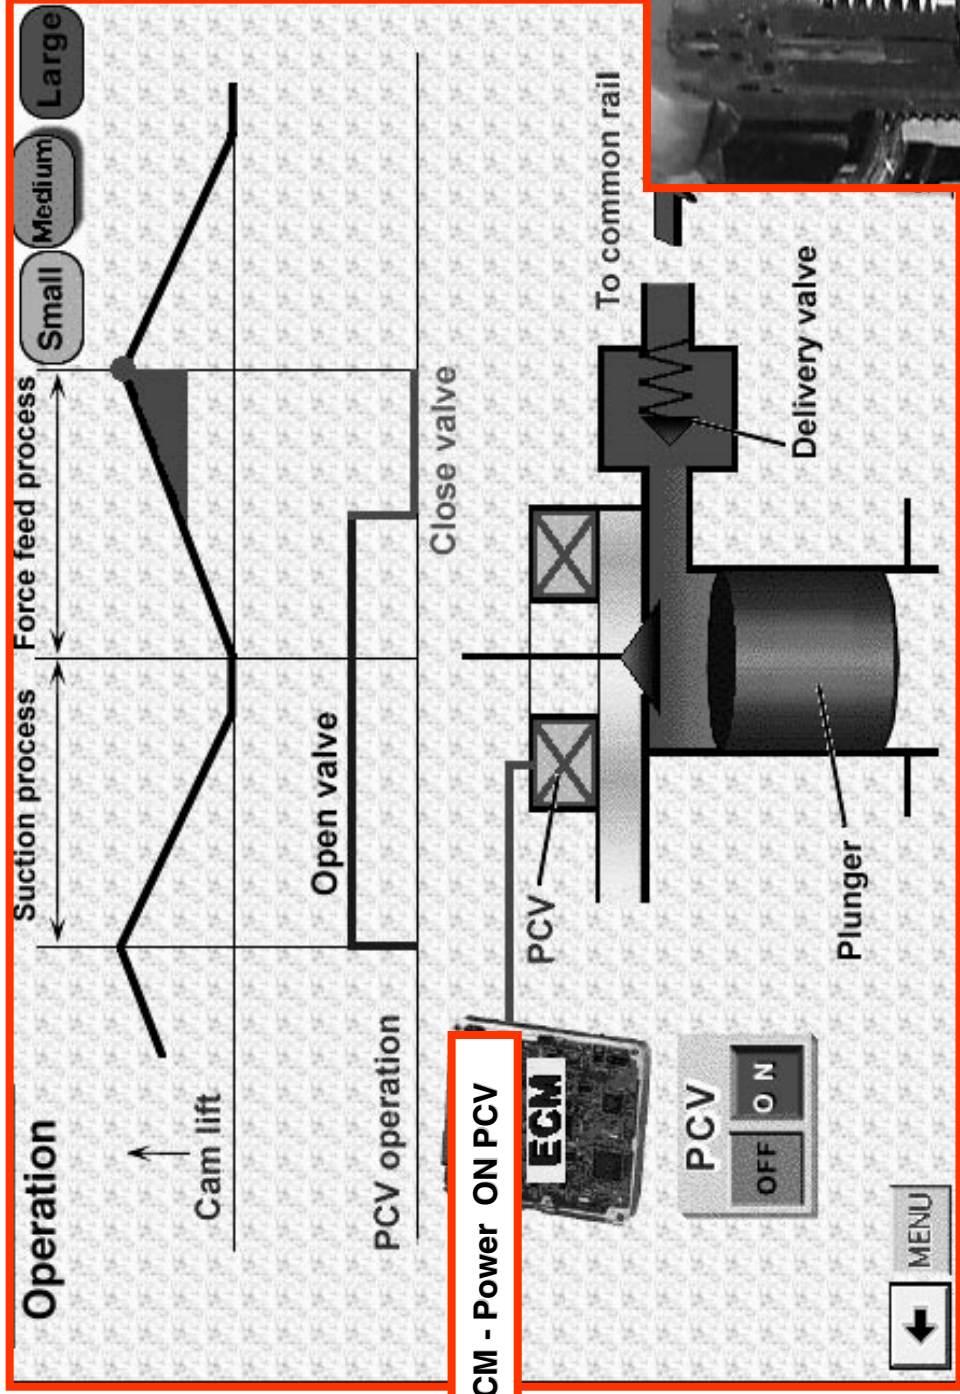 Operation
Small
Medium
Large
Suction process
Force feed process
Cam lift
Open valve
PCV operation
Close valve
CM - Power ON PCV
ECM
PCV
To common rail
PCV
OFF
ON
Plunger
Delivery valve
MENU